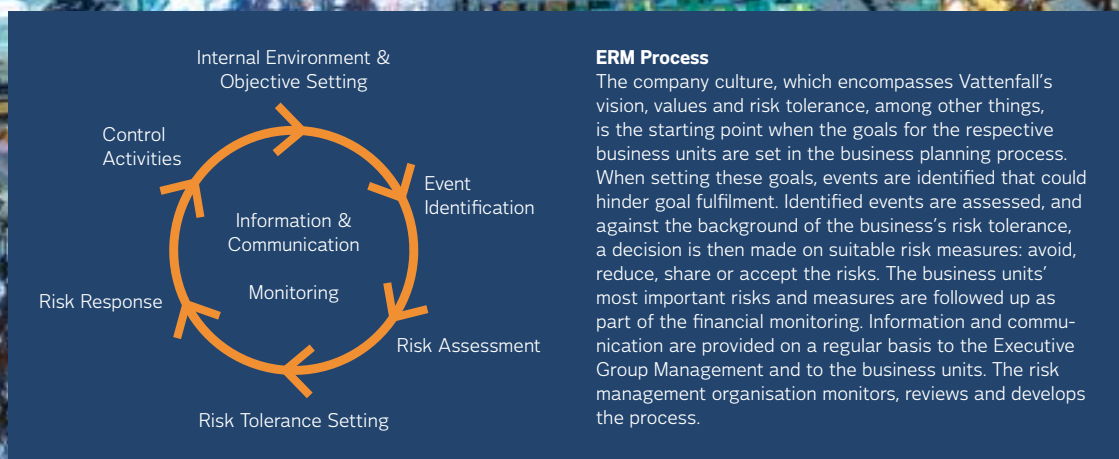 Internal Environment &
Objective Setting
Control
Activities
Event
Identification
Information &
Communication
Monitoring
Risk Response
Risk Assessment
Risk Tolerance Setting
ERM Process
The company culture, which encompasses Vattenfall's
vision, values and risk tolerance, among other things,
is the starting point when the goals for the respective
business units are set in the business planning process.
When setting these goals, events are identified that could
hinder goal fulfilment. Identified events are assessed, and
against the background of the business's risk tolerance,
a decision is then made on suitable risk measures: avoid,
reduce, share or accept the risks. The business units'
most important risks and measures are followed up as
part of the financial monitoring. Information and commu-
nication are provided on a regular basis to the Executive
Group Management and to the business units. The risk
management organisation monitors, reviews and develops
the process.